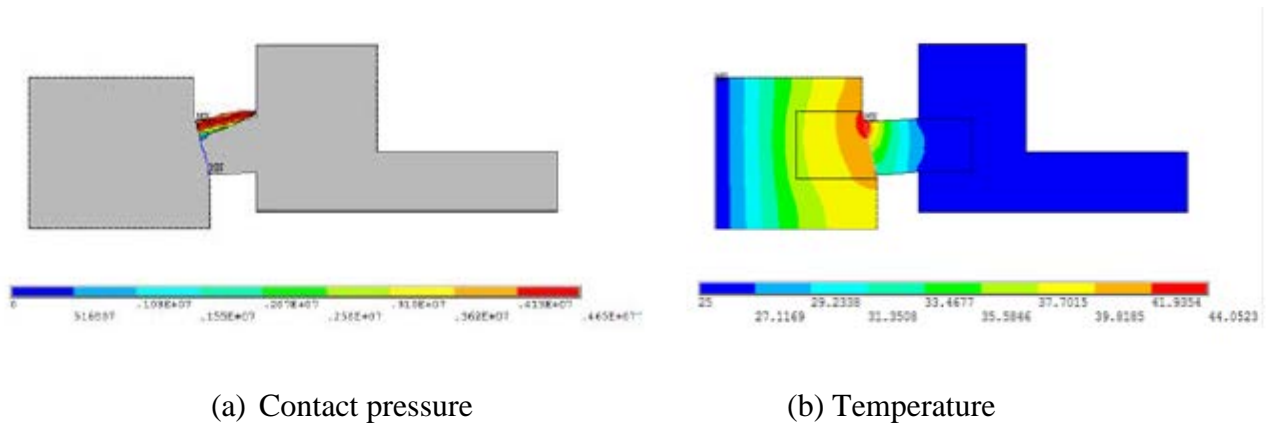 0 .103E+07 .207E+07 .310E+07 .413E+07
.155E+07 .258E+07 .362E+07 .465E+07
25 29.2338 33.4677 37.7015 41.9354
27.1169 31.3508 35.5846 39.8185 44.0523
(a) Contact pressure (b) Temperature